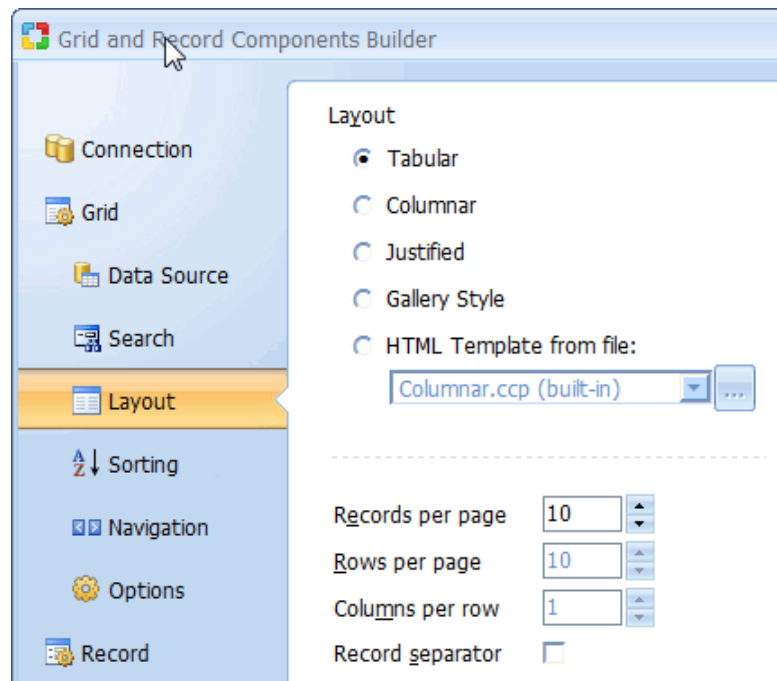 Grid and Record Components Builder
Connection
Grid
Data Source
Search
Layout
Sorting
Navigation
Options
Record
Layout
Tabular
Columnar
Justified
Gallery Style
HTML Template from file:
Columnar.ccp (built-in)
...
Records per page 10
Rows per page 10
Columns per row 1
Record separator